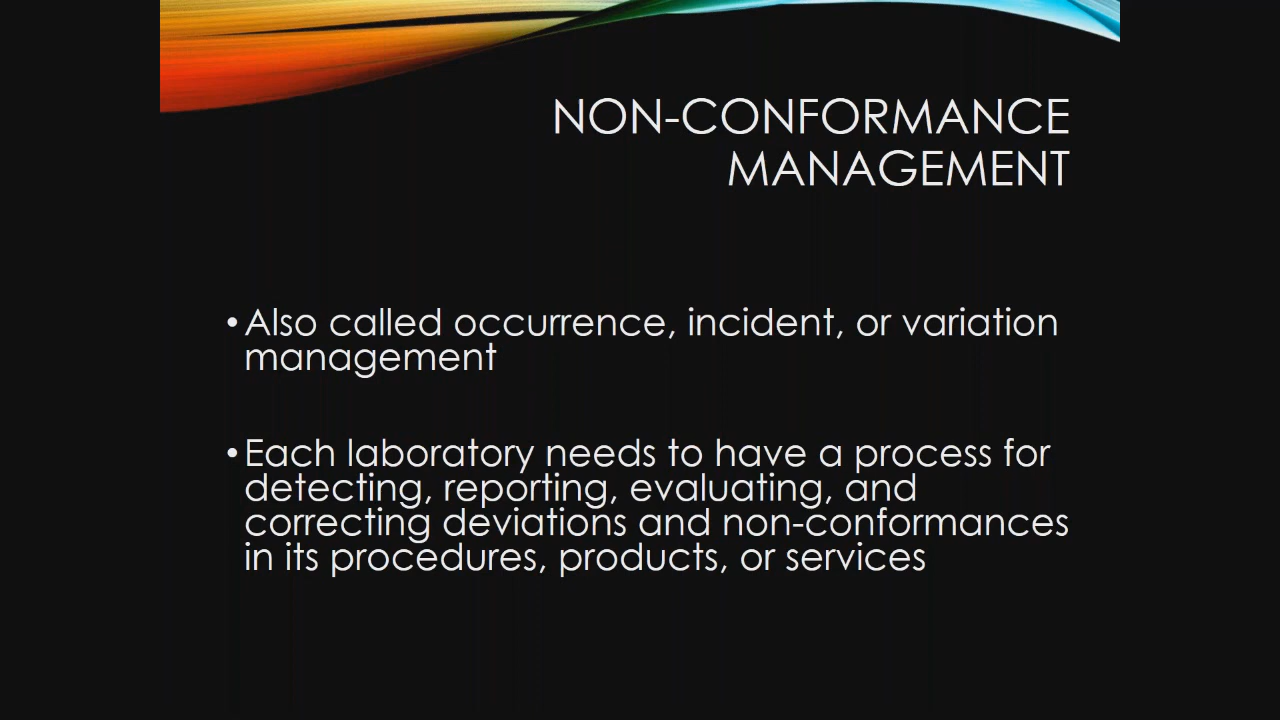 NON-CONFORMANCE
MANAGEMENT
• Also called occurrence, incident, or variation
management
• Each laboratory needs to have a process for
detecting, reporting, evaluating, and
correcting deviations and non-conformances
in its procedures, products, or services